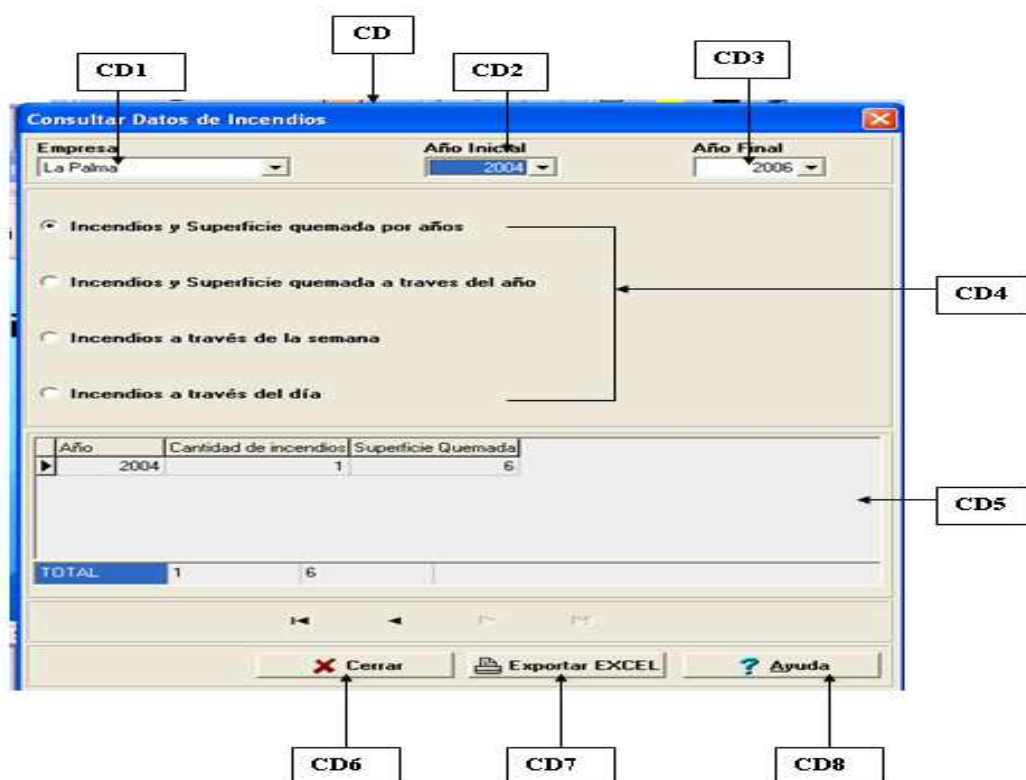 CD
CD1
CD2
CD3
Consultar Datos de Incendios
Empresa
Año Inicial
Año Final
La Palma
2004
2006
Incendios y Superficie quemada por años
Incendios y Superficie quemada a traves del año
CD4
Incendios a través de la semana
Incendios a través del día
Año Cantidad de incendios Superficie Quemada
2004 1 6
CD5
TOTAL 1 6
Cerrar
Exportar EXCEL
? Ayuda
CD6
CD7
CD8